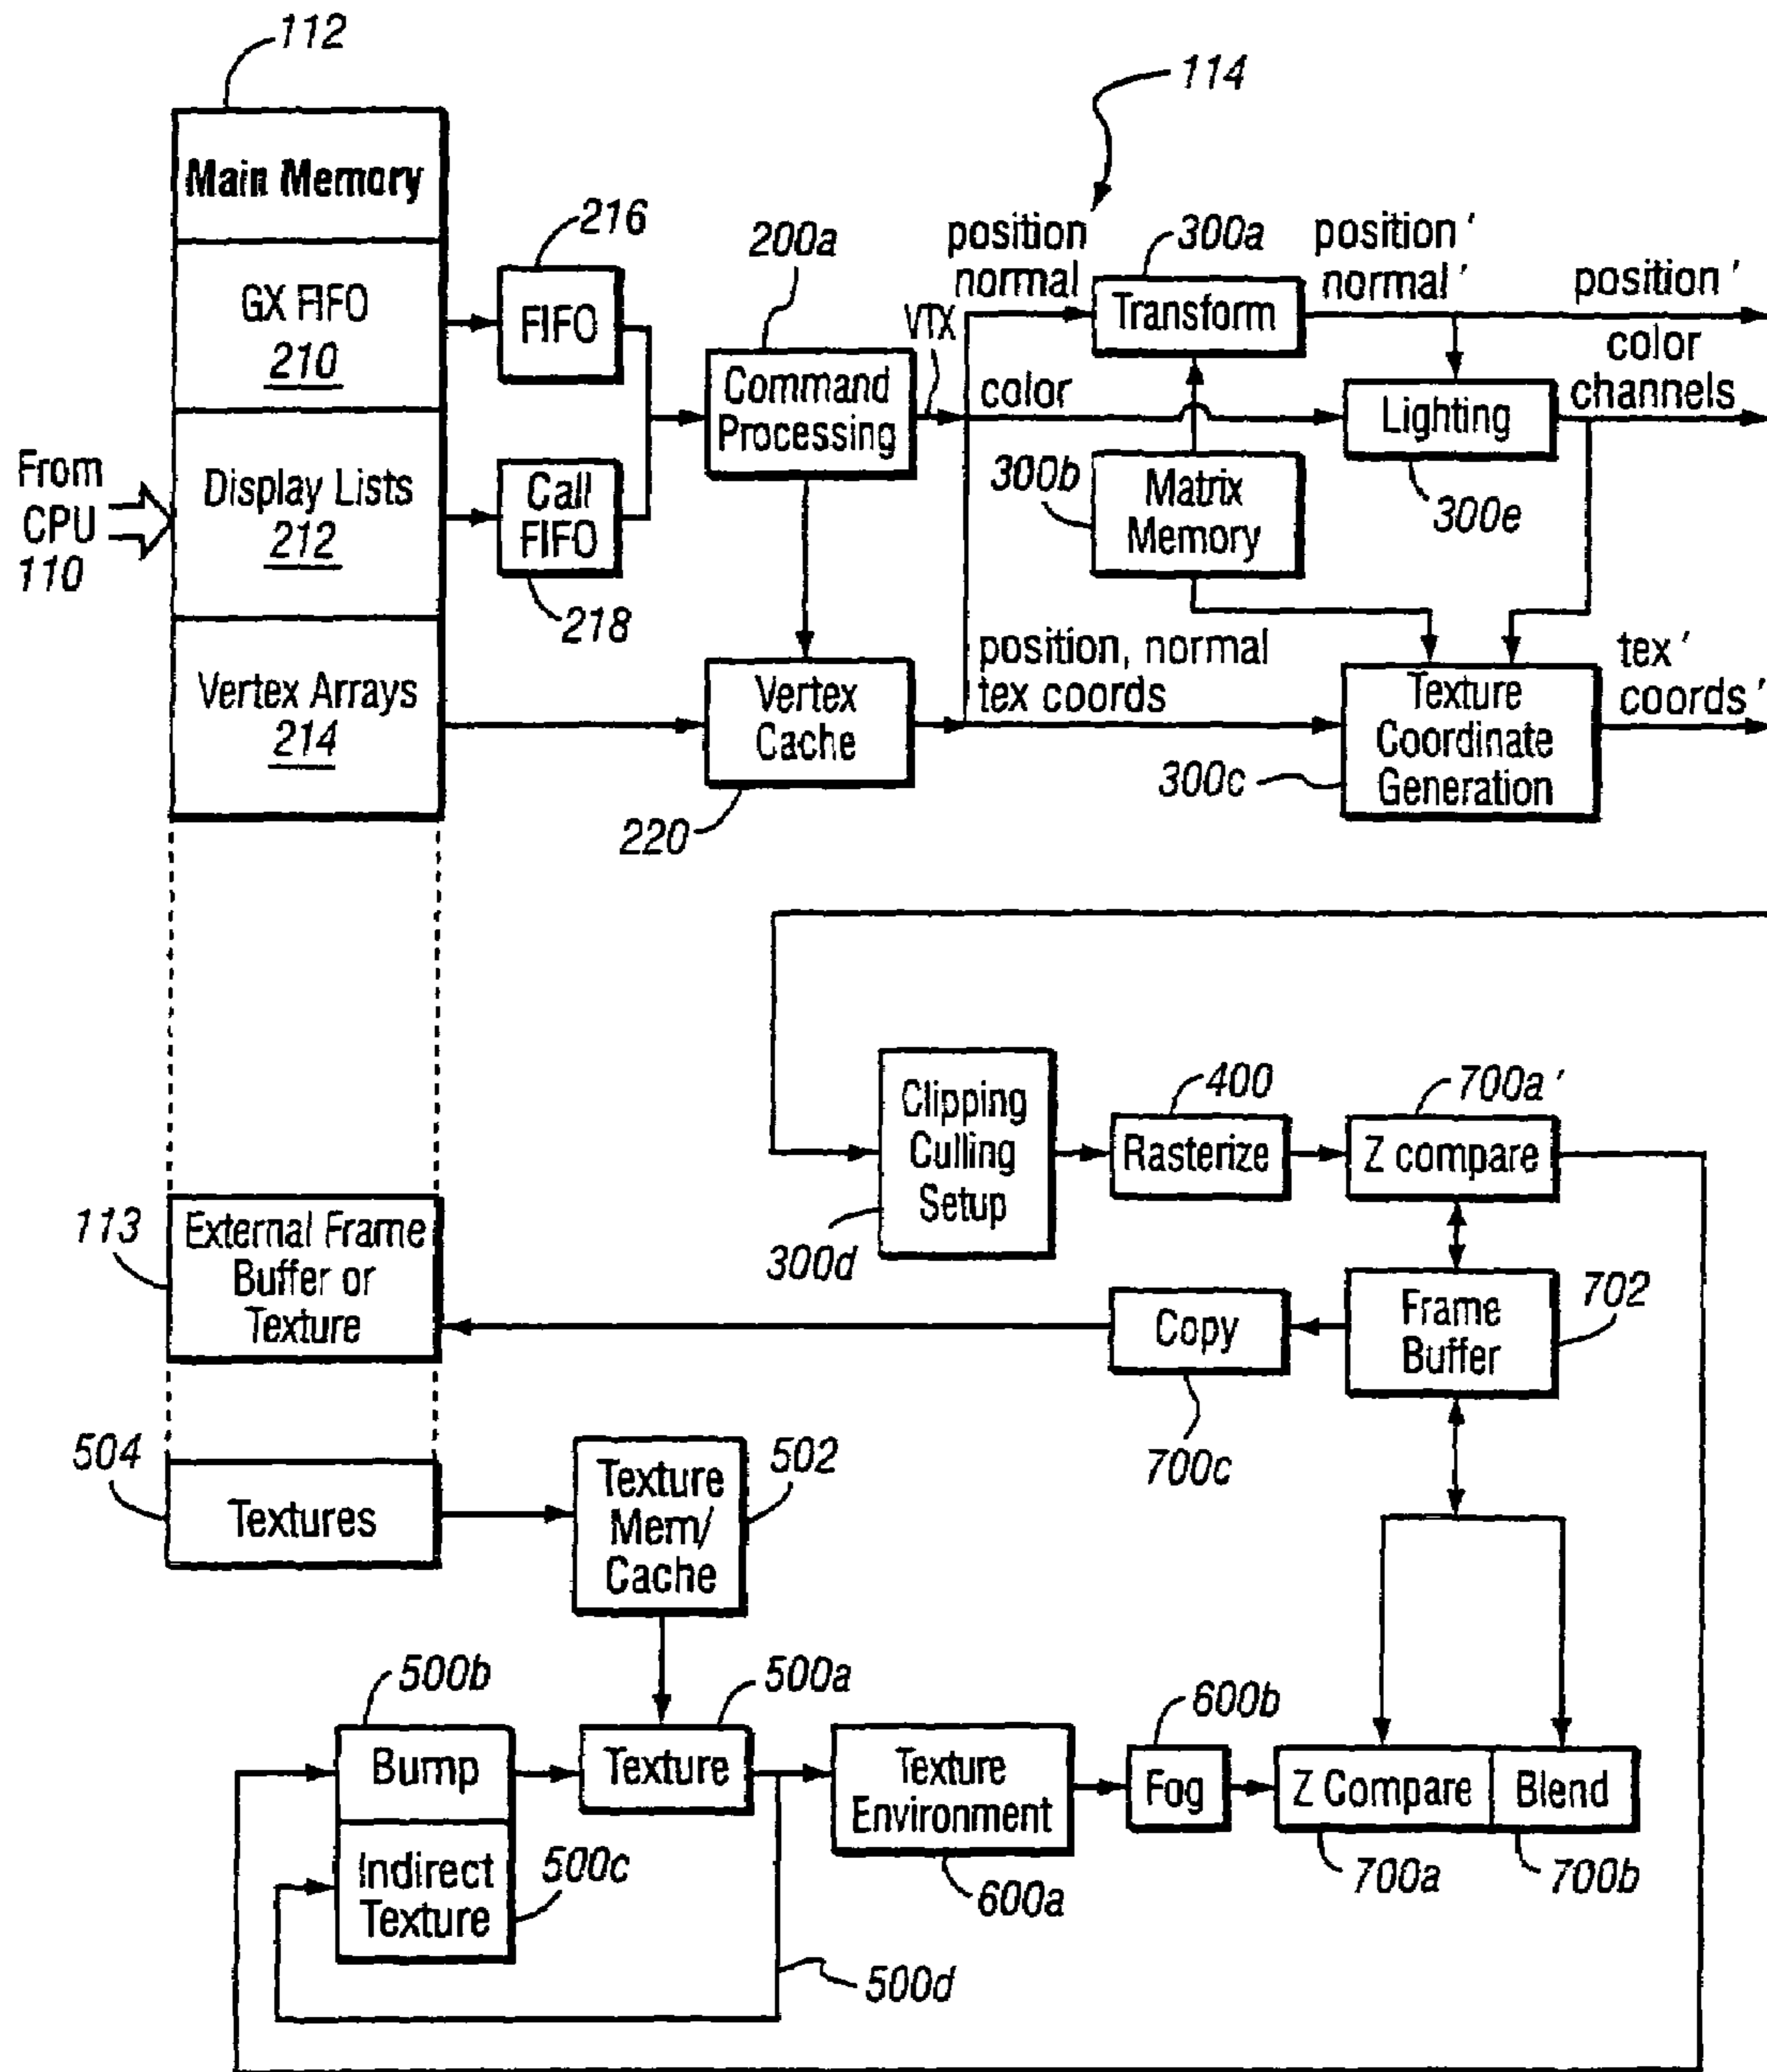 112
114
Main Memory
GX FIFO
210
Display Lists
212
Vertex Arrays
214
From
CPU
110
216
FIFO
Call
FIFO
218
200a
Command
Processing
VTX
Vertex
Cache
220
position
normal
300a
Transform
position '
normal '
position '
color
channels
color
Lighting
300e
300b
Matrix
Memory
position, normal
tex coords
Texture
Coordinate
Generation
300c
tex '
coords '
Clipping
Culling
Setup
300d
400
Rasterize
700a '
Z compare
113
External Frame
Buffer or
Texture
Copy
700c
Frame
Buffer
702
504
Textures
Texture
Mem/
Cache
502
500b
Bump
Indirect
Texture
500c
500a
Texture
500d
Texture
Environment
600a
600b
Fog
Z Compare
Blend
700a
700b